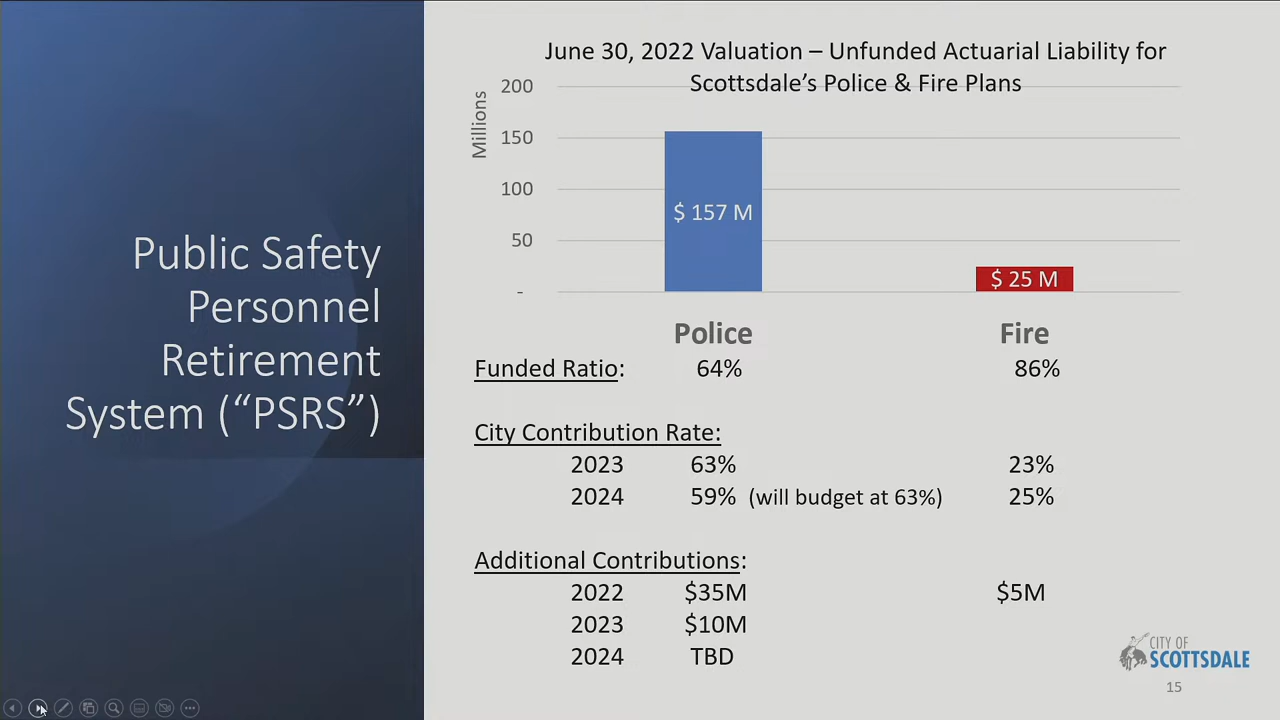 Public Safety
Personnel
Retirement
System (“PSRS”)
June 30, 2022 Valuation – Unfunded Actuarial Liability for
Scottsdale’s Police & Fire Plans
Millions
200
150
100
50
-
$ 157 M
$ 25 M
Police Fire
Funded Ratio: 64% 86%
City Contribution Rate:
2023 63% 23%
2024 59% (will budget at 63%) 25%
Additional Contributions:
2022 $35M $5M
2023 $10M
2024 TBD
CITY OF
SCOTTSDALE
15